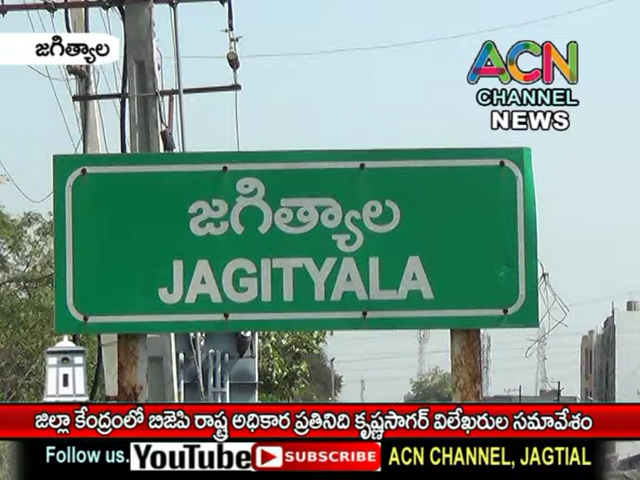 జగిత్యాల
ACN
CHANNEL
NEWS
జగిత్యాల
JAGITYALA
జిల్లా కేంద్రంలో బిజెపి రాష్ట్ర అధికార ప్రతినిధి కృష్ణసాగర్ విలేఖరుల సమావేశం
Follow us. YouTube SUBSCRIBE ACN CHANNEL, JAGTIAL